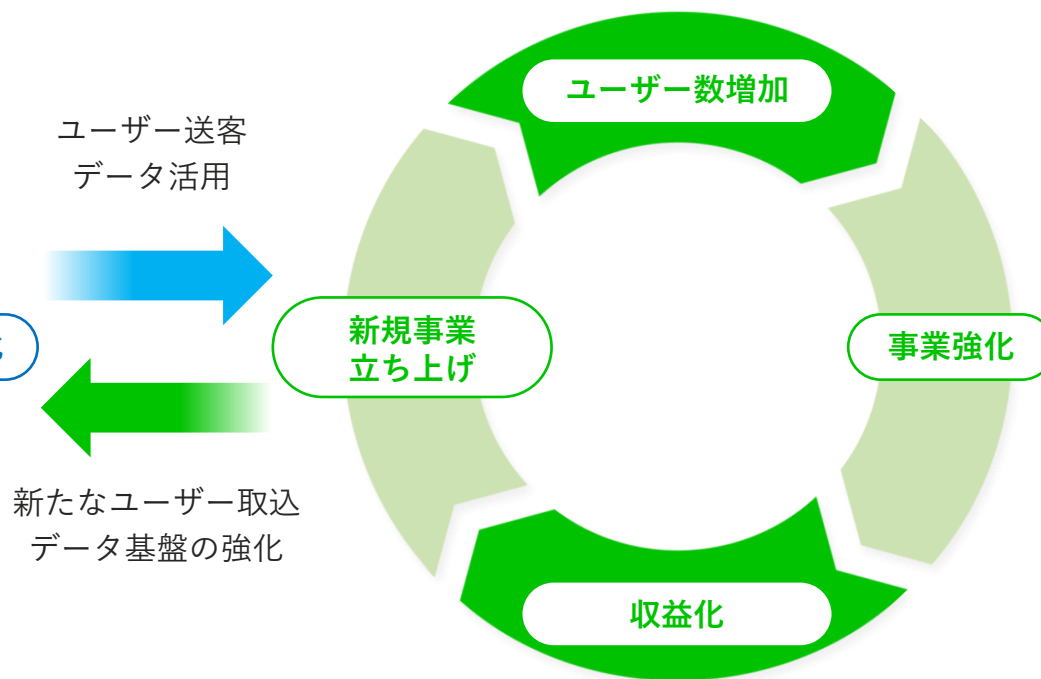 ユーザー数増加
ユーザー送客
データ活用
新規事業
立ち上げ
事業強化
新たなユーザー取込
データ基盤の強化
収益化